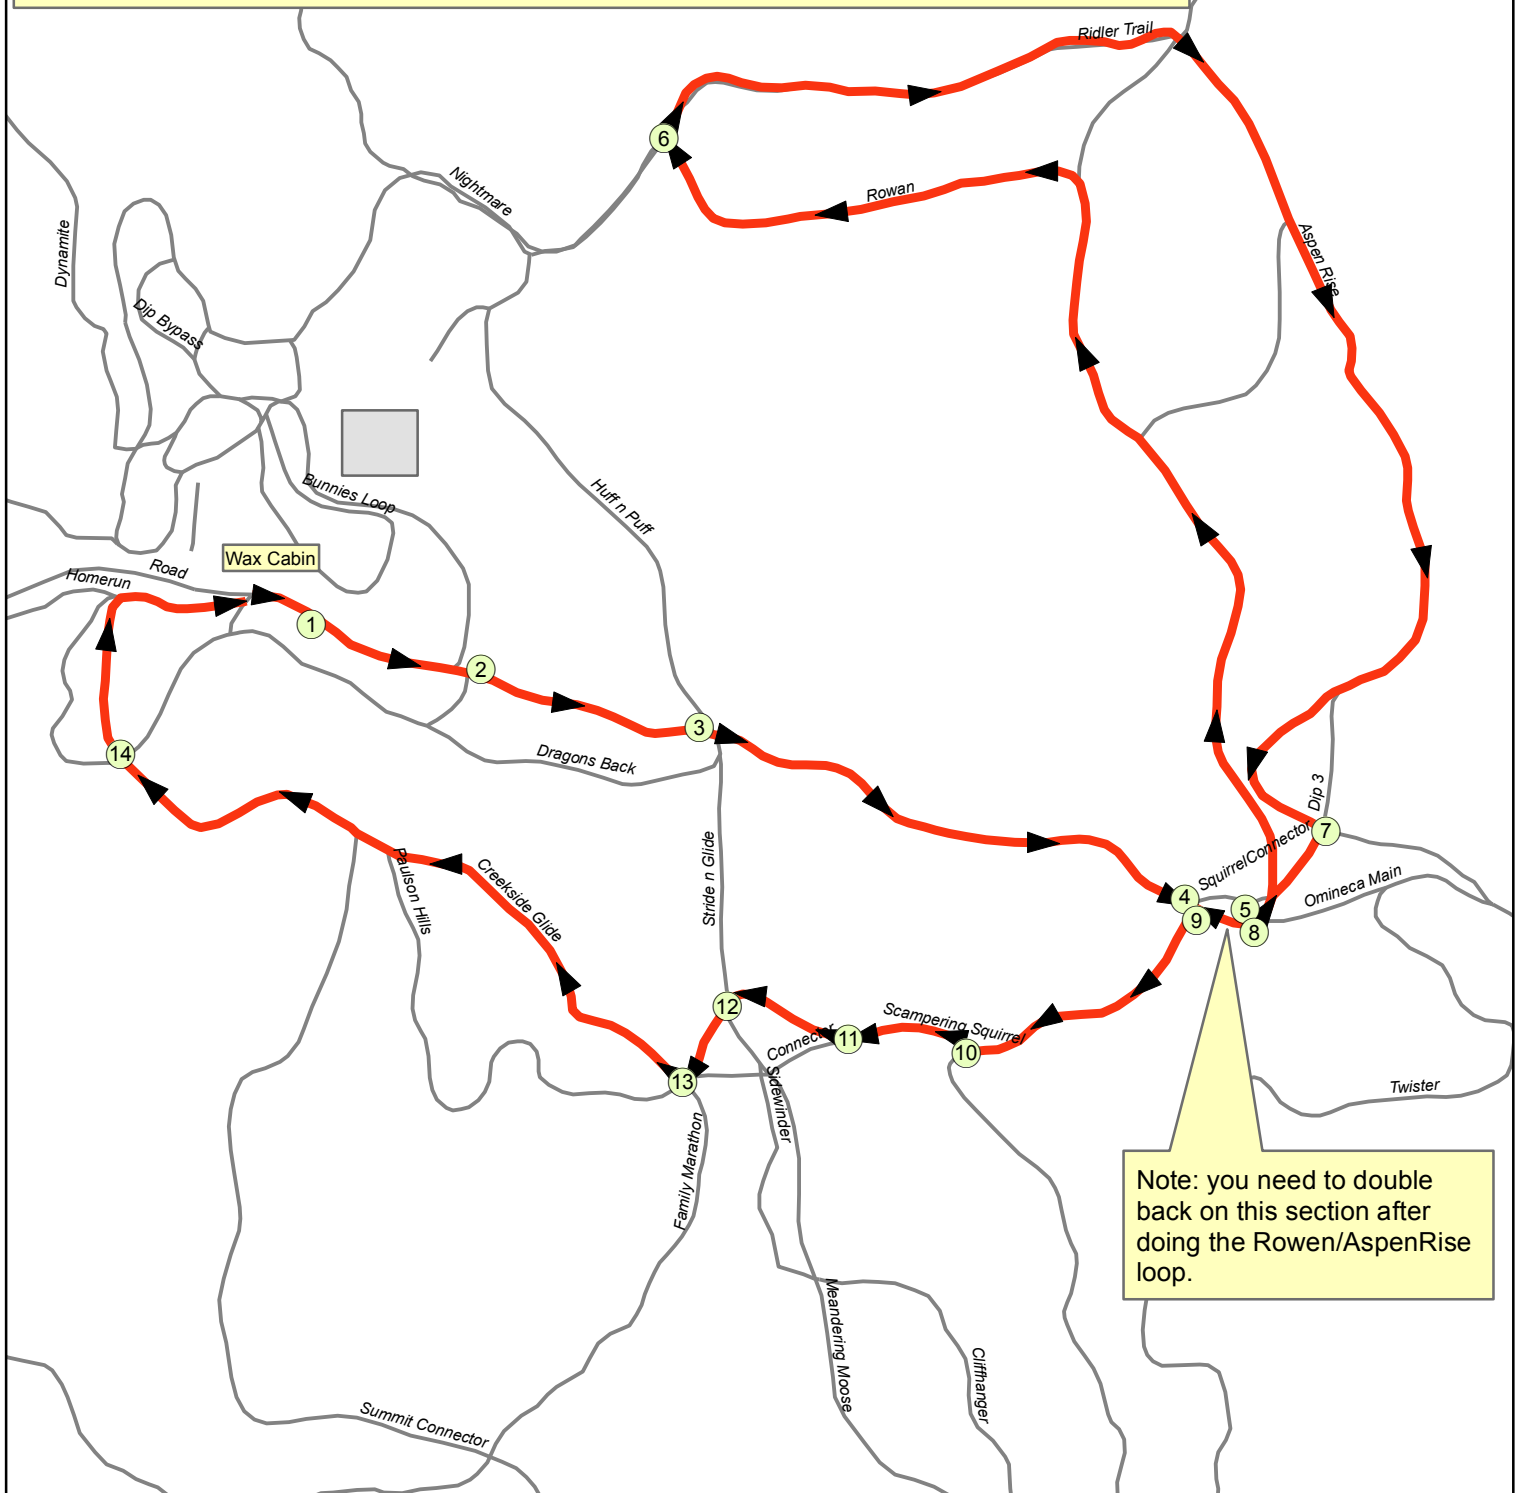 Ridler Trail
6
Nightmare
Rowan
Dynamite
Aspen Rise
Dip Bypass
Bunnies Loop
Huff n Puff
Wax Cabin
Road
Homerun
1
2
3
14
Dragons Back
Dip 3
7
SquirrelConnector
Stride n Glide
Paulson Hills
Creekside Glide
4
5
Omineca Main
9
8
12
Scampering Squirrel
Connector
11
10
13
Sidewinder
Twister
Family Marathon
Note: you need to double
back on this section after
doing the Rowen/AspenRise
loop.
Meandering Moose
Cliffhanger
Summit Connector